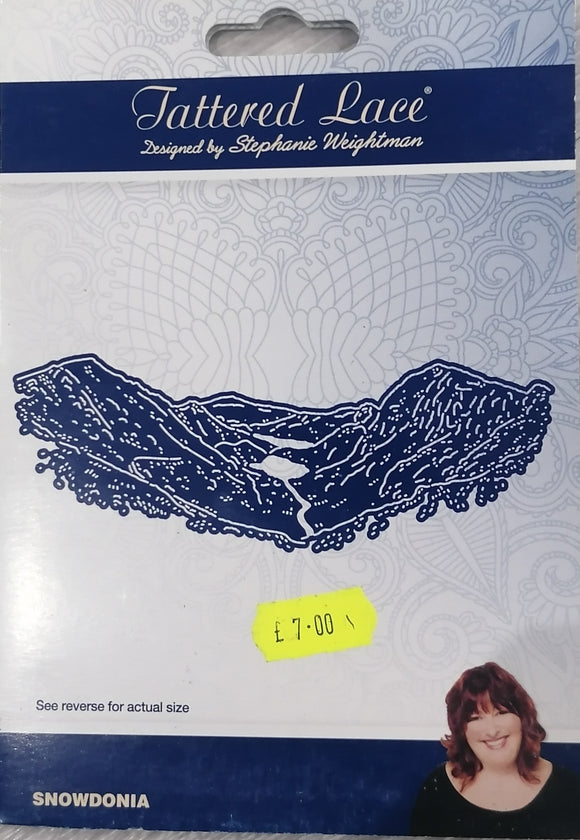 Tattered Lace®
Designed by Stephanie Weightman
£ 7.00
See reverse for actual size
SNOWDONIA